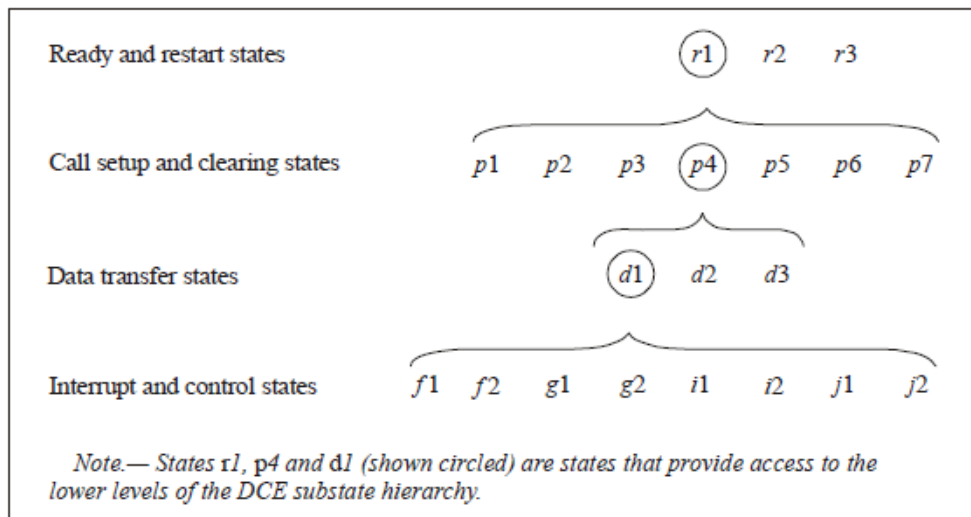 Ready and restart states r1 r2 r3
Call setup and clearing states p1 p2 p3 p4 p5 p6 p7
Data transfer states d1 d2 d3
Interrupt and control states f1 f2 g1 g2 i1 i2 j1 j2
Note.— States r1, p4 and d1 (shown circled) are states that provide access to the
lower levels of the DCE substate hierarchy.